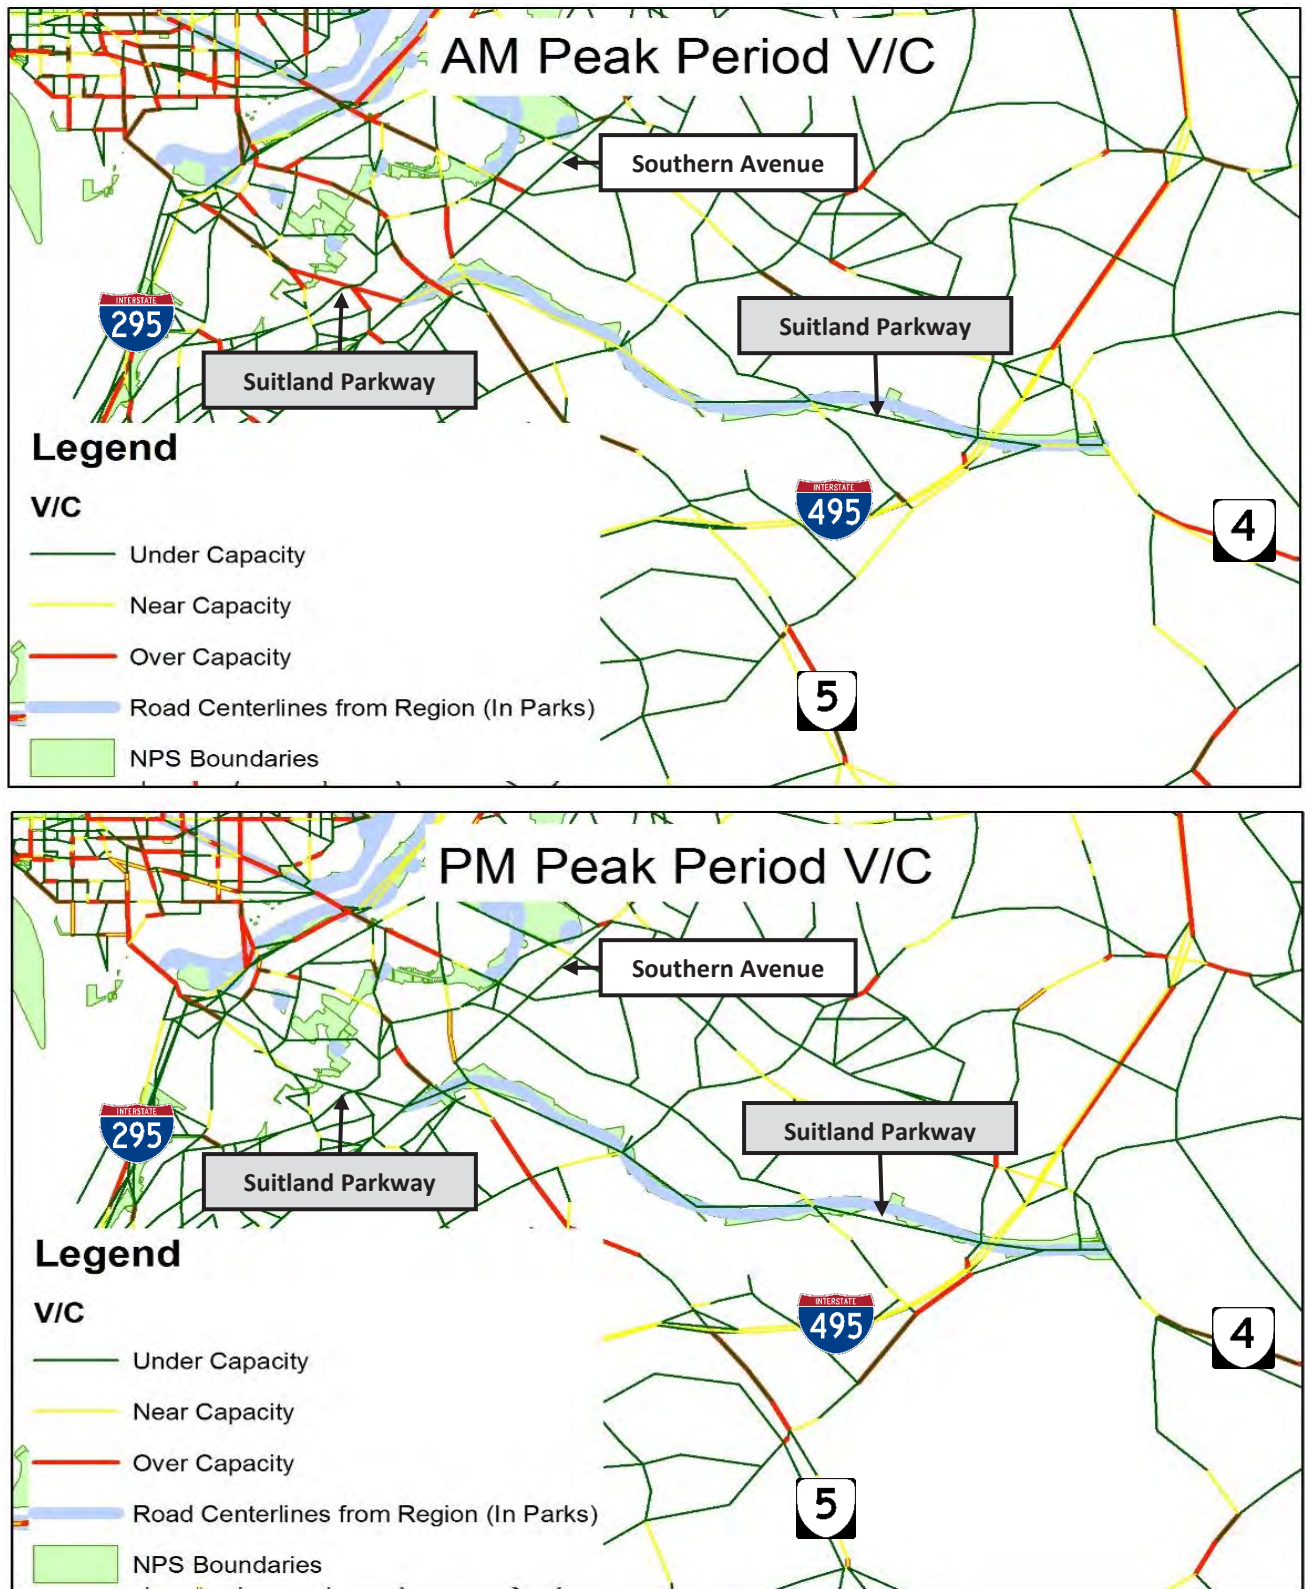 AM Peak Period V/C
Southern Avenue
Suitland Parkway
INTERSTATE
295
Suitland Parkway
Legend
V/C
INTERSTATE
495
4
Under Capacity
Near Capacity
Over Capacity
5
Road Centerlines from Region (In Parks)
NPS Boundaries
PM Peak Period V/C
Southern Avenue
INTERSTATE
295
Suitland Parkway
Suitland Parkway
Legend
V/C
INTERSTATE
495
4
Under Capacity
Near Capacity
Over Capacity
5
Road Centerlines from Region (In Parks)
NPS Boundaries